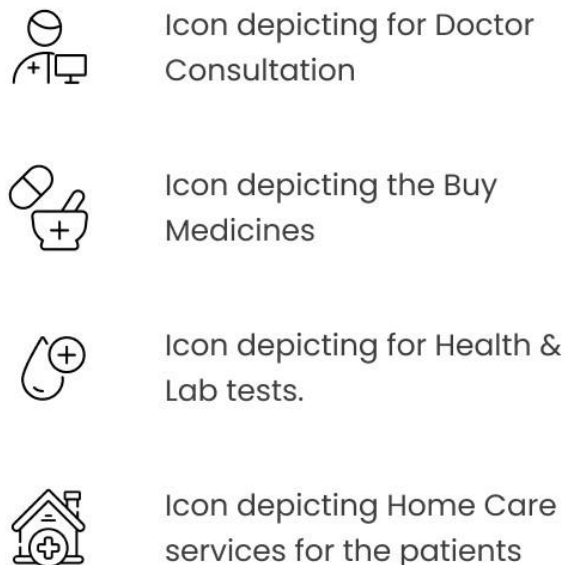 Icon depicting for Doctor
Consultation
Icon depicting the Buy
Medicines
Icon depicting for Health &
Lab tests.
Icon depicting Home Care
services for the patients